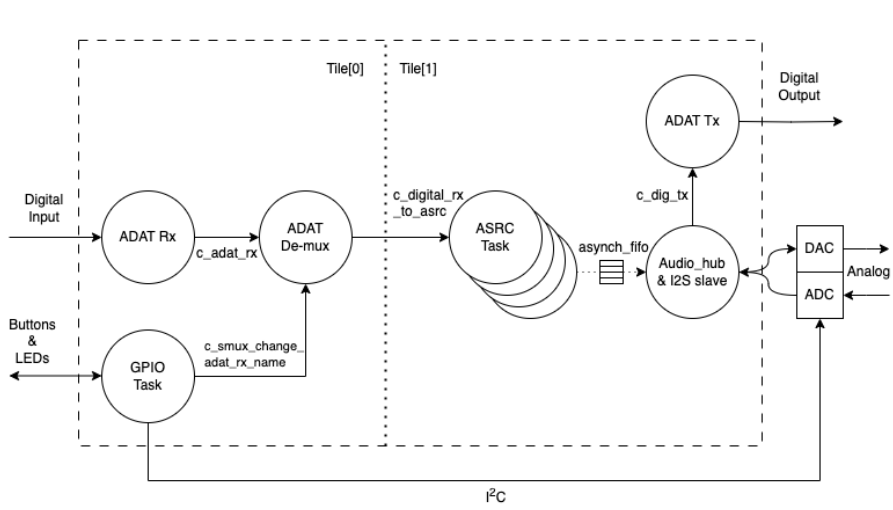 Tile[0]
Tile[1]
Digital
Output
ADAT Tx
Digital
Input
ADAT Rx
c_adat_rx
ADAT
De-mux
c_digital_rx
_to_asrc
ASRC
Task
asynch_fifo
c_dig_tx
Audio_hub
& I2S slave
DAC
ADC
Analog
Buttons
&
LEDs
GPIO
Task
c_smux_change_
adat_rx_name
I²C